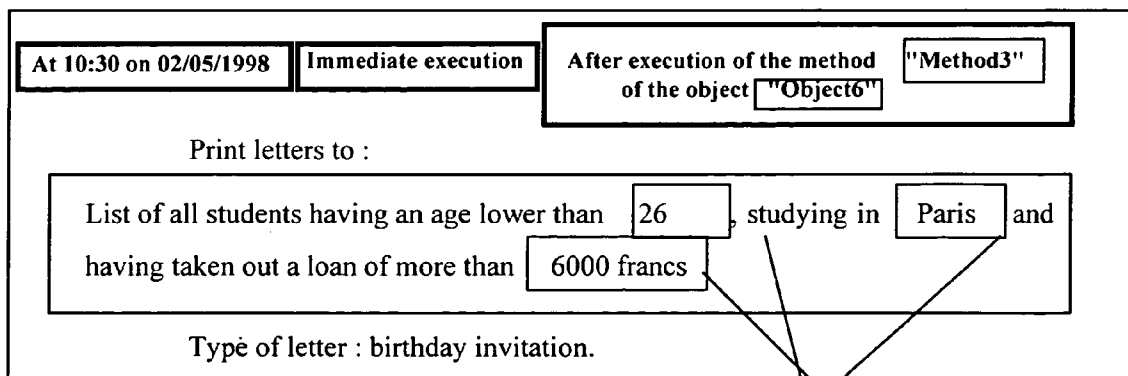 At 10:30 on 02/05/1998
Immediate execution
After execution of the method "Method3"
of the object "Object6"
Print letters to :
List of all students having an age lower than 26 , studying in Paris and
having taken out a loan of more than 6000 francs
Type of letter : birthday invitation.